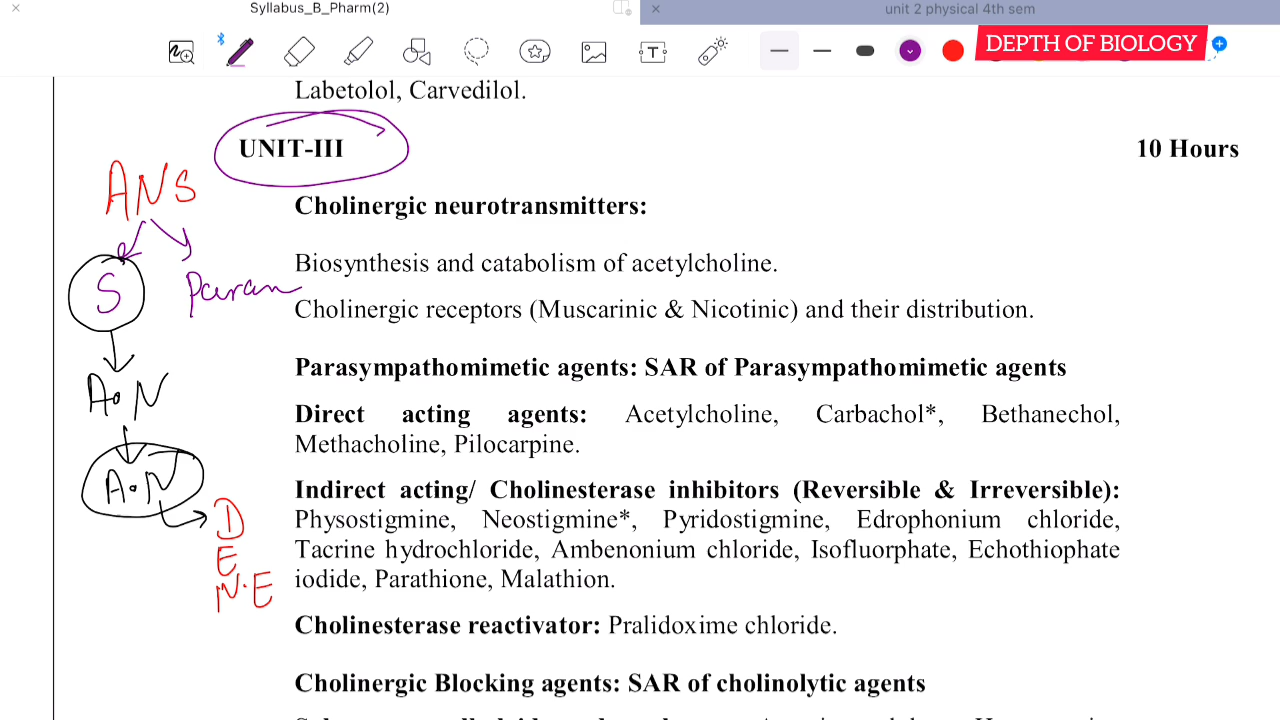 Syllabus_B_Pharm(2)
unit 2 physical 4th sem
DEPTH OF BIOLOGY
Labetolol, Carvedilol.
UNIT-III 10 Hours
ANS
Cholinergic neurotransmitters:
Biosynthesis and catabolism of acetylcholine.
S Param
Cholinergic receptors (Muscarinic & Nicotinic) and their distribution.
Parasympathomimetic agents: SAR of Parasympathomimetic agents
A.N
Direct acting agents: Acetylcholine, Carbachol*, Bethanechol,
Methacholine, Pilocarpine.
A.N
Indirect acting/ Cholinesterase inhibitors (Reversible & Irreversible):
Physostigmine, Neostigmine*, Pyridostigmine, Edrophonium chloride,
Tacrine hydrochloride, Ambenonium chloride, Isofluorphate, Echothiophate
iodide, Parathione, Malathion.
D
E
N.E
Cholinesterase reactivator: Pralidoxime chloride.
Cholinergic Blocking agents: SAR of cholinolytic agents